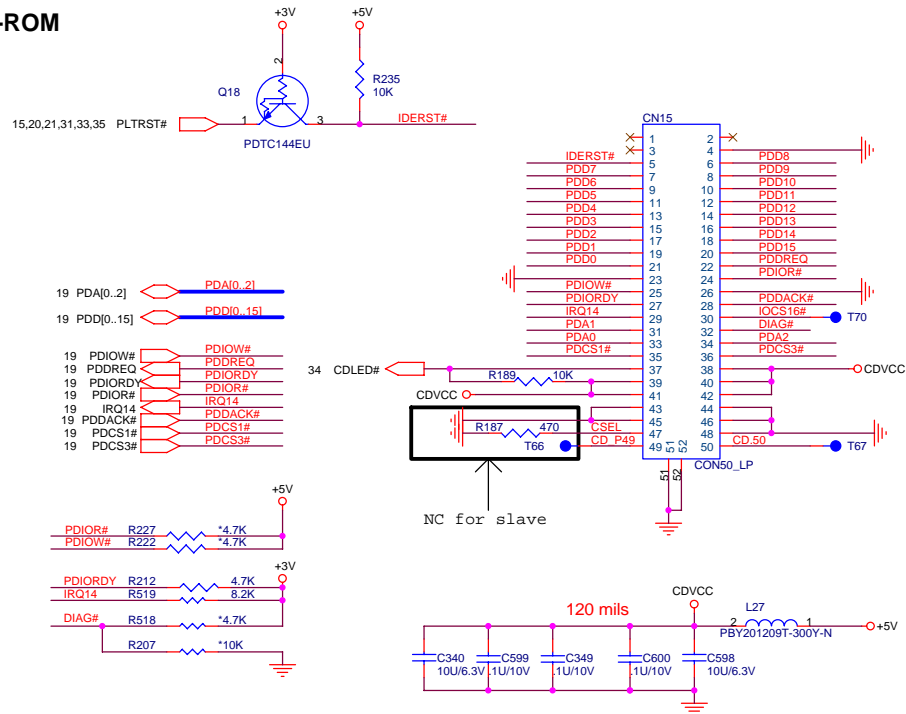 -ROM
+3V
+5V
2
Q18
R235
10K
15,20,21,31,33,35 PLTRST#
1
3
IDERST#
PDTC144EU
CN15
1 2
3 4
IDERST# 5 6 PDD8
PDD7 7 8 PDD9
PDD6 9 10 PDD10
PDD5 11 12 PDD11
PDD4 13 14 PDD12
PDD3 15 16 PDD13
PDD2 17 18 PDD14
PDD1 19 20 PDD15
PDD0 21 22 PDDREQ
23 24 PDIOR#
PDIOW# 25 26
PDIORDY 27 28 PDDACK#
IRQ14 29 30 IOCS16# T70
PDA1 31 32 DIAG#
PDA0 33 34 PDA2
PDCS1# 35 36 PDCS3#
34 CDLED# 37 38 CDVCC
R189 10K 39 40
CDVCC 41 42
43 44
45 46
R187 470 CSEL 47 48
T66 CD_P49 49 50 CD.50 T67
51 52
CON50_LP
51 52
NC for slave
19 PDA[0..2] PDA[0..2]
19 PDD[0..15] PDD[0..15]
19 PDIOW# PDIOW#
19 PDDREQ PDDREQ
19 PDIORDY PDIORDY
19 PDIOR# PDIOR#
19 IRQ14 IRQ14
19 PDDACK# PDDACK#
19 PDCS1# PDCS1#
19 PDCS3# PDCS3#
+5V
PDIOR# R227 *4.7K
PDIOW# R222 *4.7K
+3V
PDIORDY R212 4.7K
IRQ14 R519 8.2K
DIAG# R518 *4.7K
R207 *10K
120 mils
CDVCC
L27
2 1
PBY201209T-300Y-N
+5V
C340
10U/6.3V
C599
.1U/10V
C349
.1U/10V
C600
.1U/10V
C598
10U/6.3V